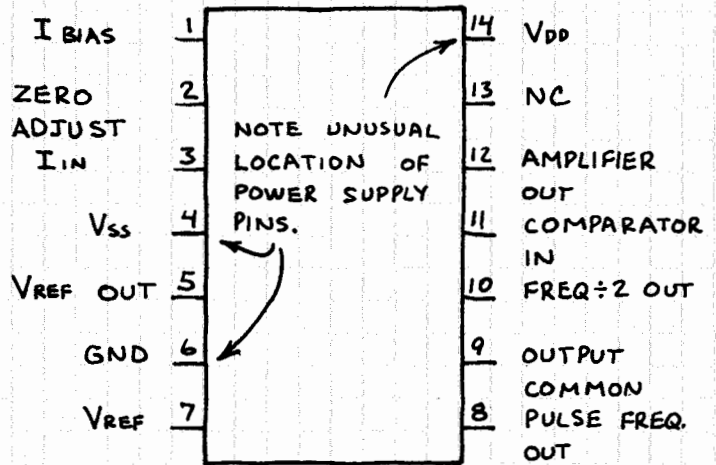 I BIAS 1
ZERO ADJUST 2
I IN 3
VSS 4
VREF OUT 5
GND 6
VREF 7
NOTE UNUSUAL
LOCATION OF
POWER SUPPLY
PINS.
14 VDD
13 NC
12 AMPLIFIER OUT
11 COMPARATOR IN
10 FREQ÷2 OUT
9 OUTPUT COMMON
8 PULSE FREQ. OUT